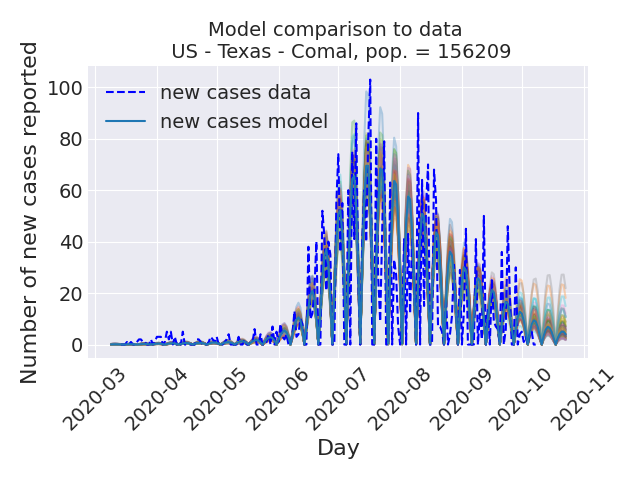 Model comparison to data
US - Texas - Comal, pop. = 156209
Number of new cases reported
100
80
60
40
20
0
new cases data
new cases model
2020-03
2020-04
2020-05
2020-06
2020-07
2020-08
2020-09
2020-10
2020-11
Day